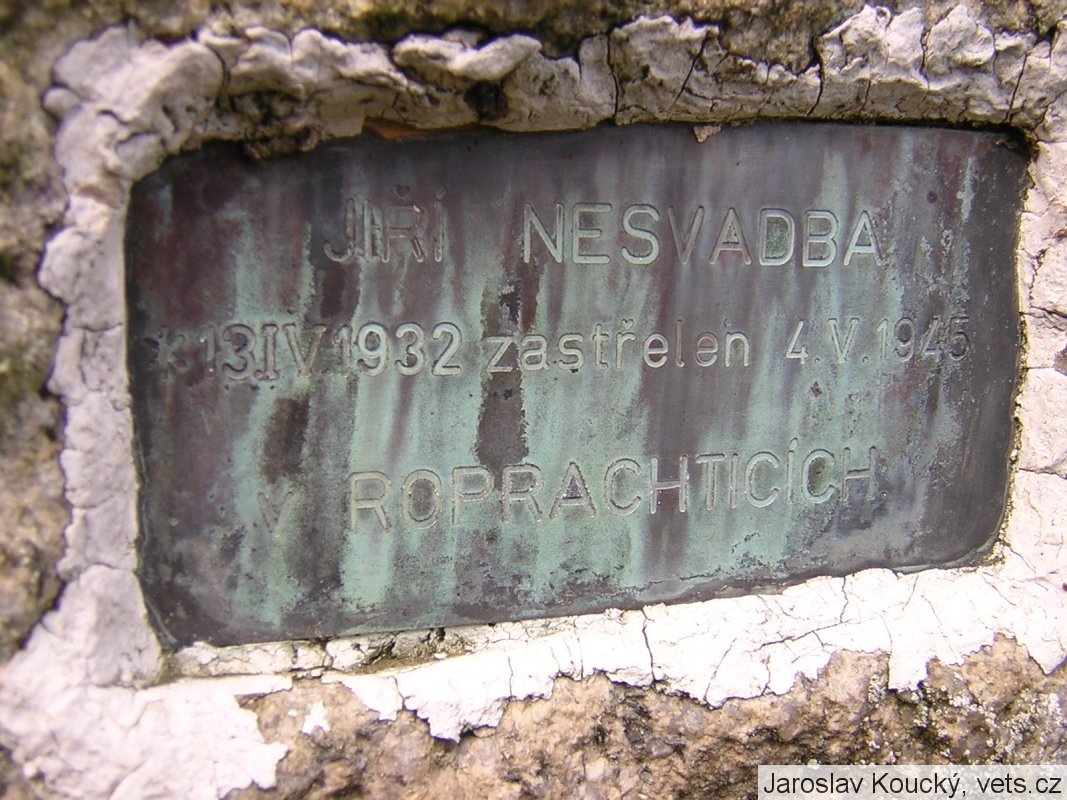 JIŘÍ NESVADBA
* 13.IV.1932 zastřelen 4.V.1945
v ROPRACHTICÍCH
Jaroslav Koucký, vets.cz